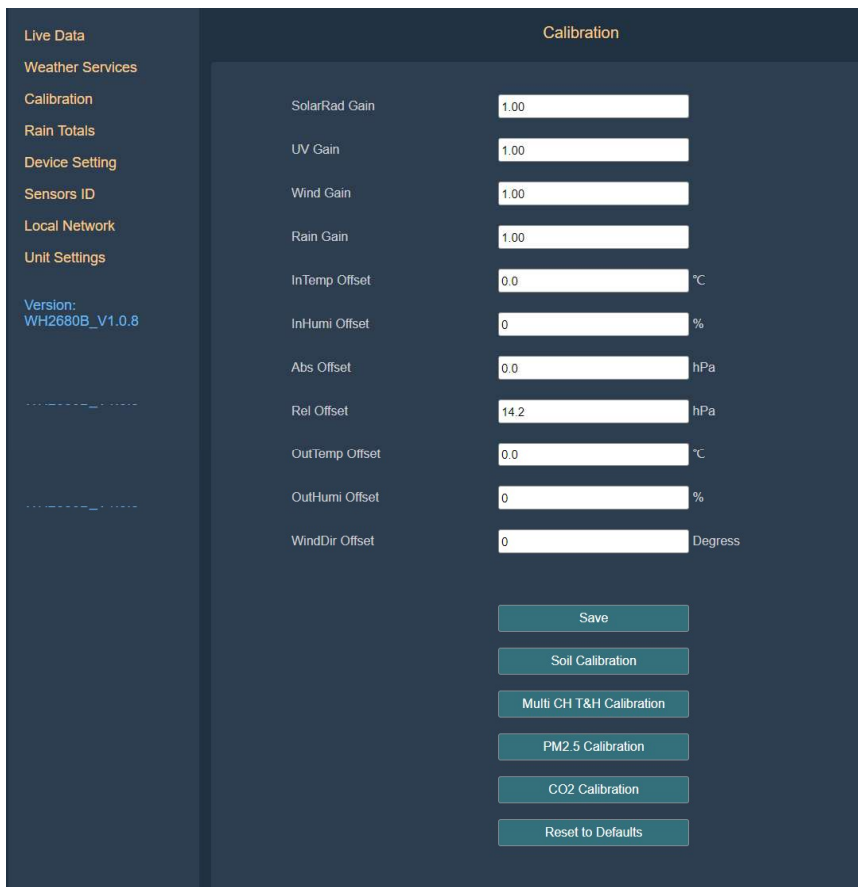 Live Data
Weather Services
Calibration
Rain Totals
Device Setting
Sensors ID
Local Network
Unit Settings
Version:
WH2680B_V1.0.8
Calibration
SolarRad Gain 1.00
UV Gain 1.00
Wind Gain 1.00
Rain Gain 1.00
InTemp Offset 0.0 ℃
InHumi Offset 0 %
Abs Offset 0.0 hPa
Rel Offset 14.2 hPa
OutTemp Offset 0.0 ℃
OutHumi Offset 0 %
WindDir Offset 0 Degress
Save
Soil Calibration
Multi CH T&H Calibration
PM2.5 Calibration
CO2 Calibration
Reset to Defaults